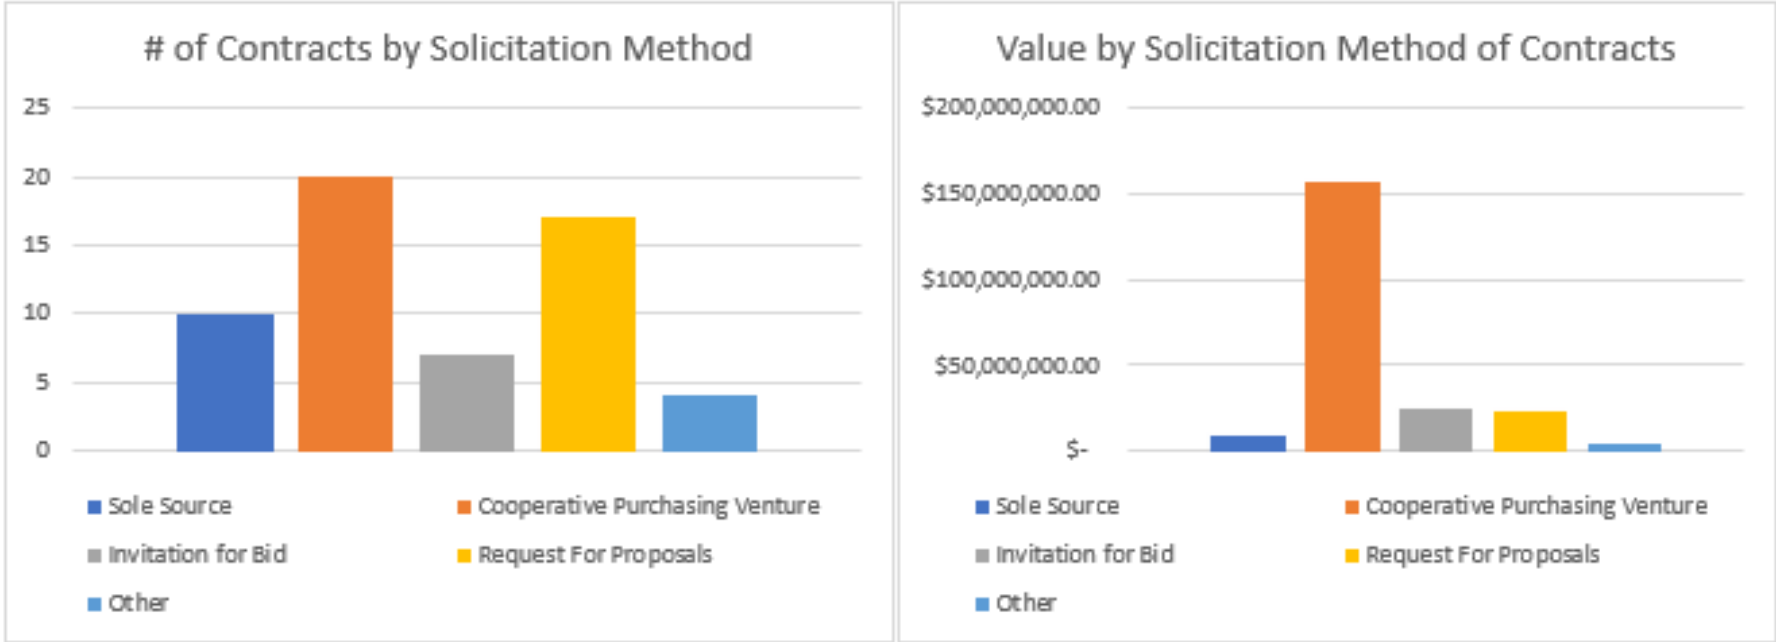 # of Contracts by Solicitation Method
25
20
15
10
5
0
Sole Source
Cooperative Purchasing Venture
Invitation for Bid
Request For Proposals
Other
Value by Solicitation Method of Contracts
$200,000,000.00
$150,000,000.00
$100,000,000.00
$50,000,000.00
$-
Sole Source
Cooperative Purchasing Venture
Invitation for Bid
Request For Proposals
Other